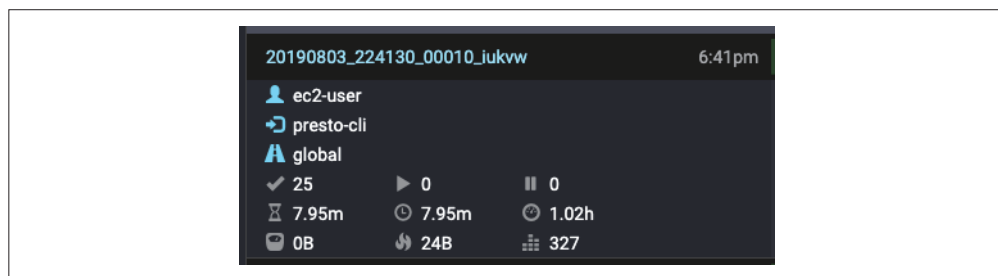 20190803_224130_00010_iukvw 6:41pm
ec2-user
presto-cli
global
25 0 0
7.95m 7.95m 1.02h
0B 24B 327